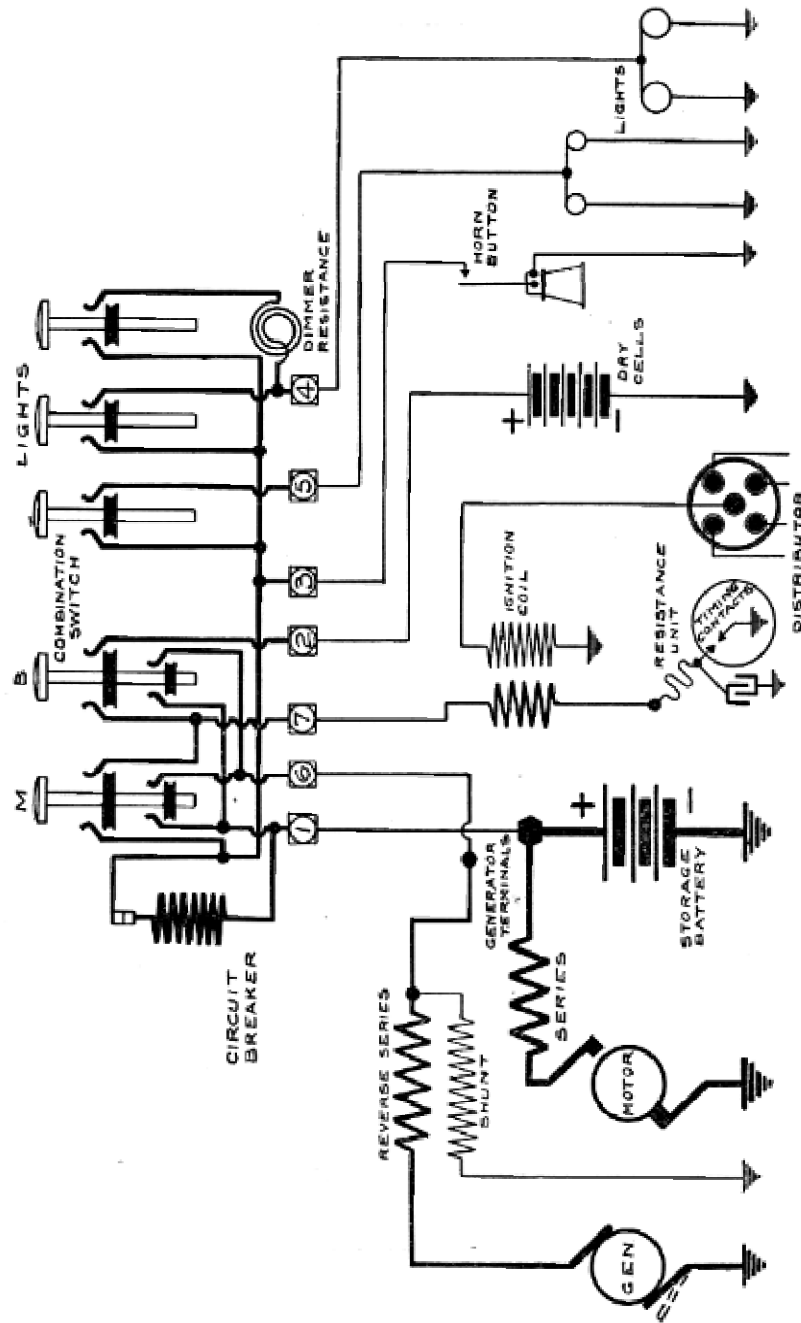 LIGHTS
COMBINATION
SWITCH
B
M
CIRCUIT
BREAKER
DIMMER
RESISTANCE
4
5
3
2
7
6
1
LIGHTS
HORN
BUTTON
+
DRY
CELLS
-
IGNITION
COIL
DISTRIBUTOR
RESISTANCE
UNIT
TIMING
CONTACTS
GENERATOR
TERMINALS
+
STORAGE
BATTERY
-
SERIES
MOTOR
REVERSE SERIES
SHUNT
GEN